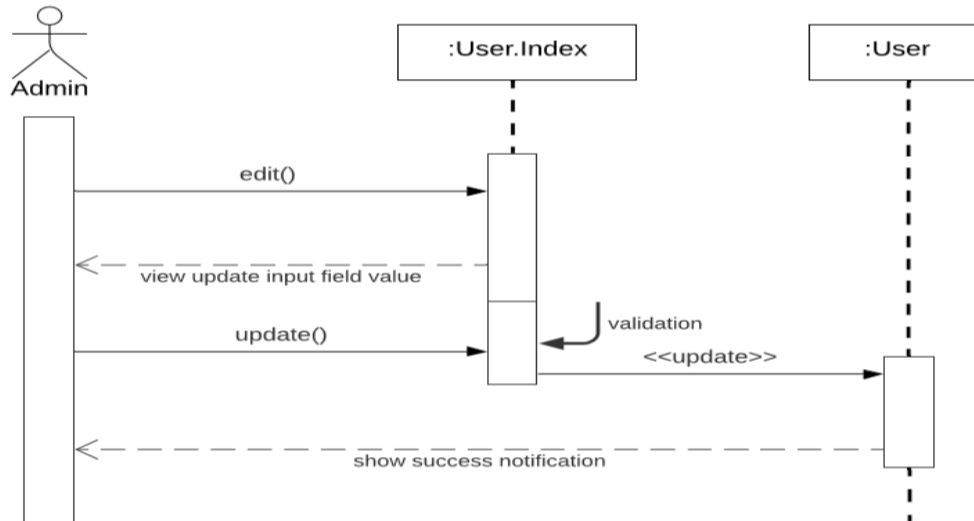 :User.Index
:User
Admin
edit()
view update input field value
validation
update()
<<update>>
show success notification